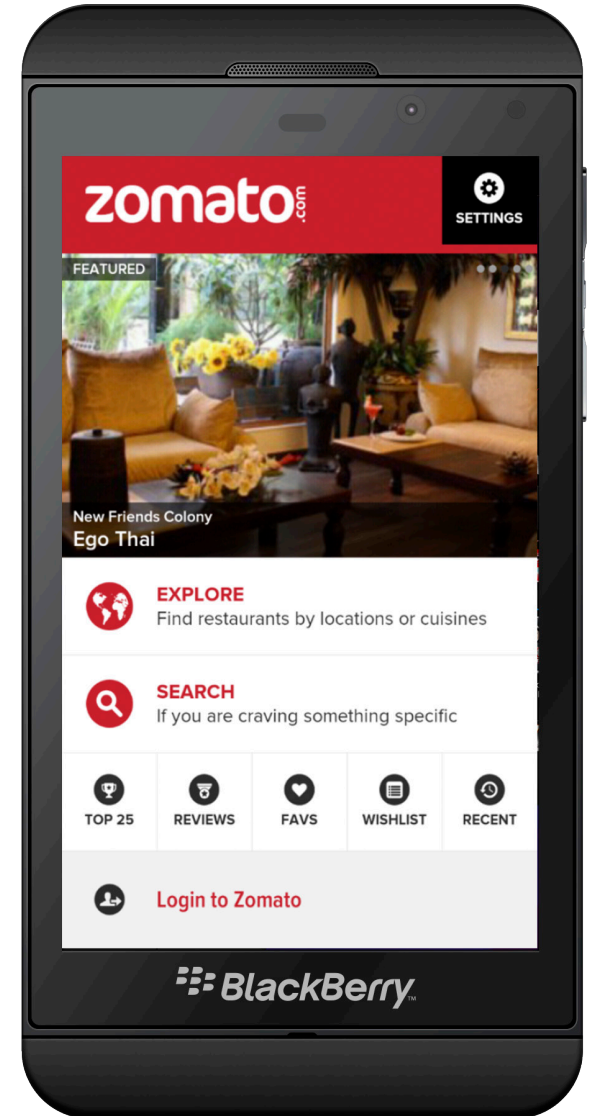 zomato.com
SETTINGS
FEATURED
New Friends Colony
Ego Thai
EXPLORE
Find restaurants by locations or cuisines
SEARCH
If you are craving something specific
TOP 25
REVIEWS
FAVS
WISHLIST
RECENT
Login to Zomato
BlackBerry™